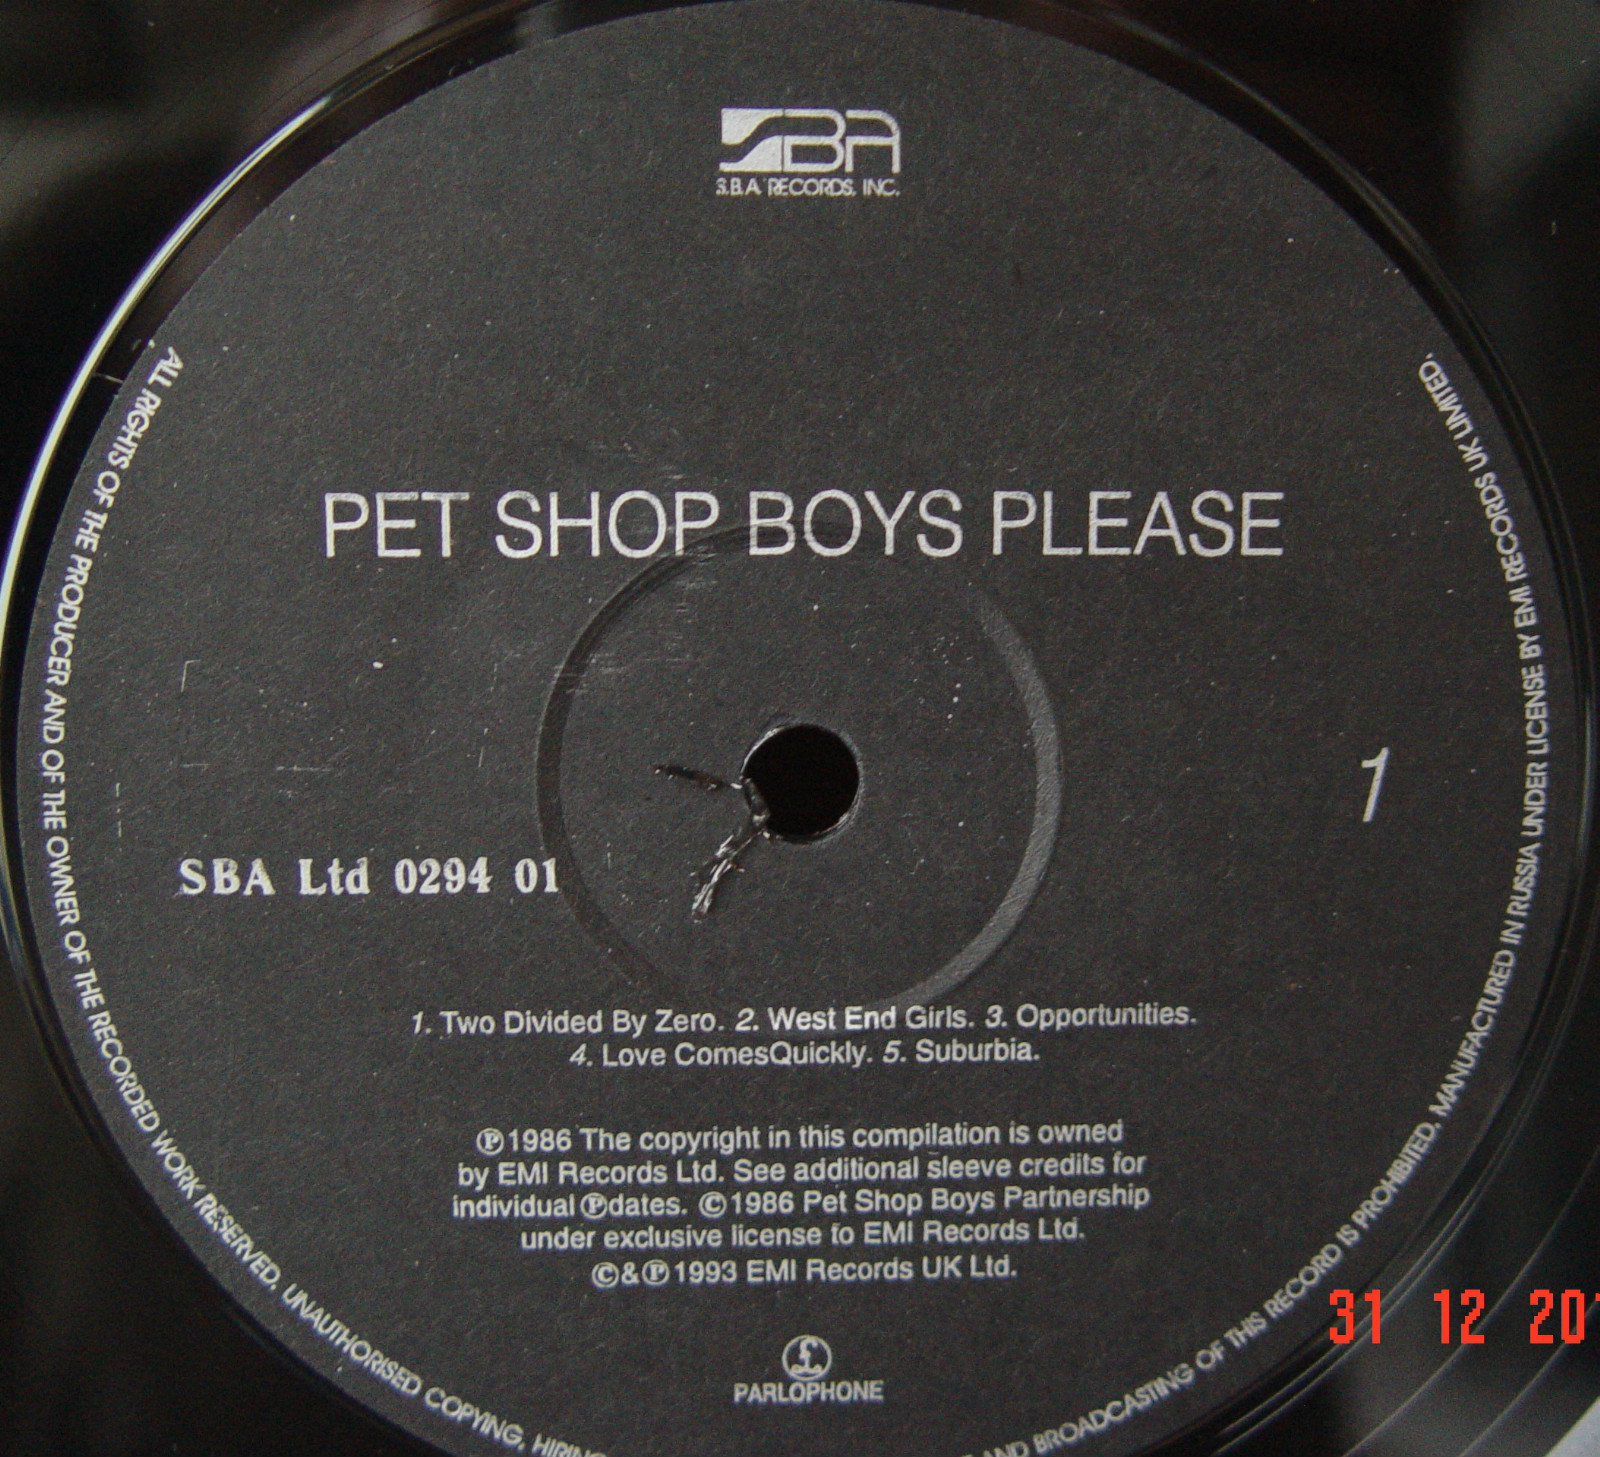 SBA
S.B.A RECORDS, INC.
PET SHOP BOYS PLEASE
1
SBA Ltd 0294 01
1. Two Divided By Zero. 2. West End Girls. 3. Opportunities.
4. Love ComesQuickly. 5. Suburbia.
Ⓟ1986 The copyright in this compilation is owned
by EMI Records Ltd. See additional sleeve credits for
individual Ⓟdates. ©1986 Pet Shop Boys Partnership
under exclusive license to EMI Records Ltd.
©&Ⓟ1993 EMI Records UK Ltd.
£
PARLOPHONE
ALL RIGHTS OF THE PRODUCER AND OF THE OWNER OF THE RECORDED WORK RESERVED. UNAUTHORISED COPYING, AND BROADCASTING OF THIS RECORD IS PROHIBITED. MANUFACTURED IN RUSSIA UNDER LICENSE BY EMI RECORDS UK LIMITED.
31 12 201